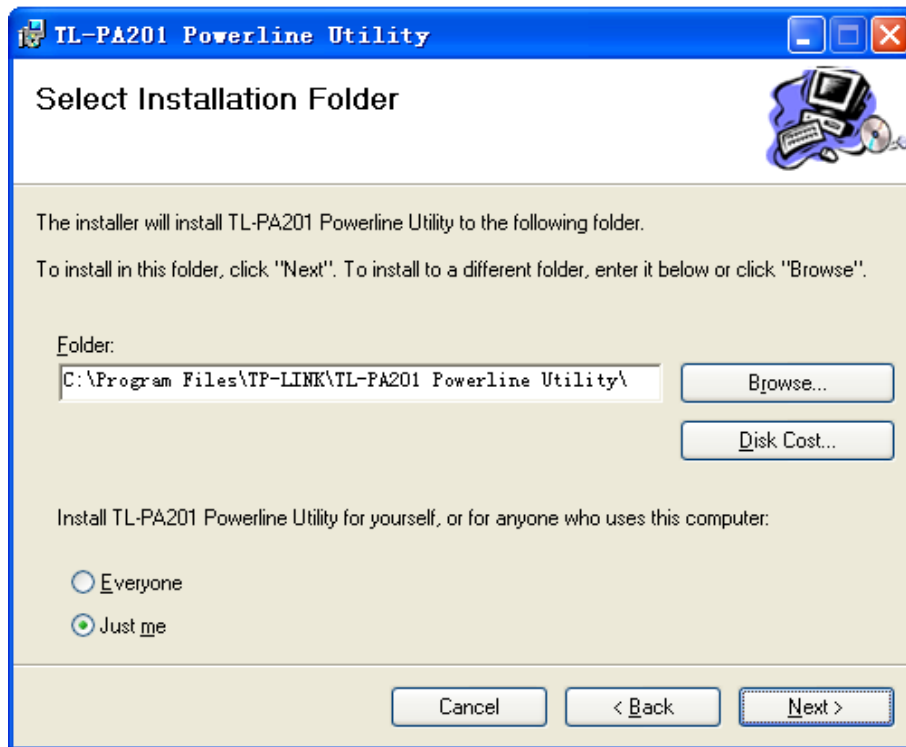 TL-PA201 Powerline Utility
Select Installation Folder
The installer will install TL-PA201 Powerline Utility to the following folder.
To install in this folder, click "Next". To install to a different folder, enter it below or click "Browse".
Folder:
C:\Program Files\TP-LINK\TL-PA201 Powerline Utility\
Browse...
Disk Cost...
Install TL-PA201 Powerline Utility for yourself, or for anyone who uses this computer:
Everyone
Just me
Cancel
< Back
Next >